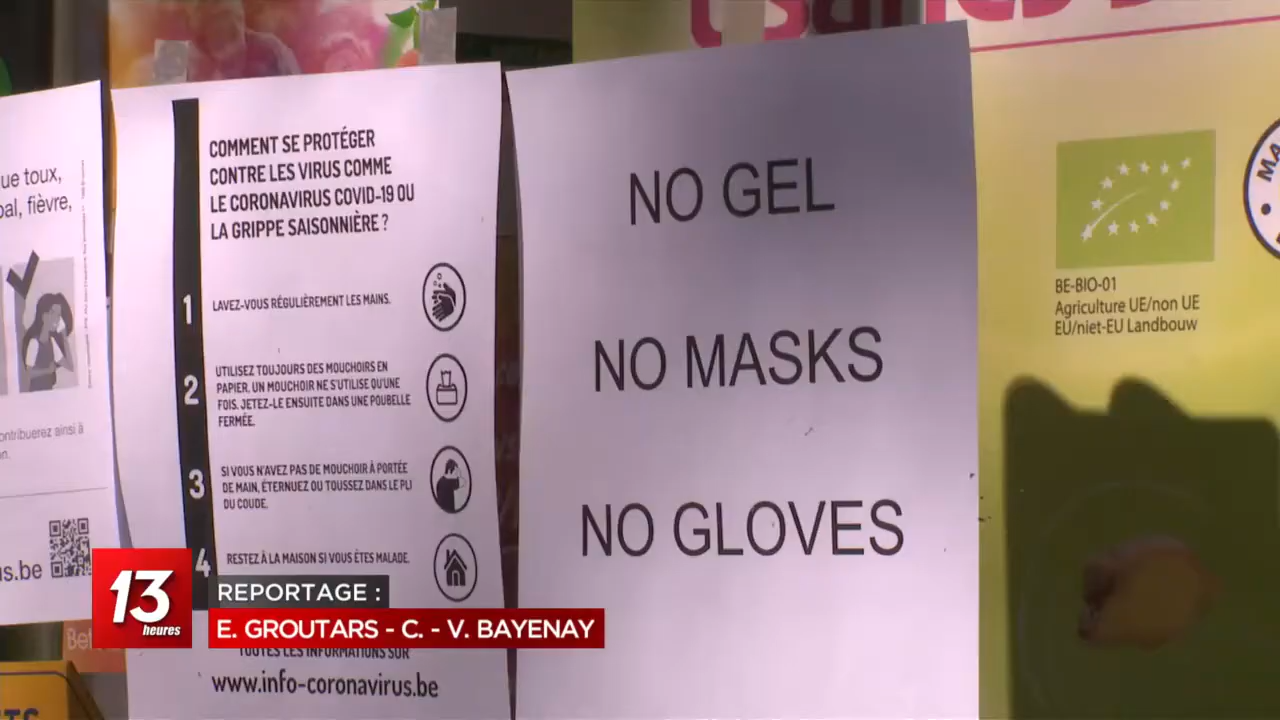 ue toux,
fièvre,
ontribuerez ainsi à
n.
us.be
COMMENT SE PROTÉGER
CONTRE LES VIRUS COMME
LE CORONAVIRUS COVID-19 OU
LA GRIPPE SAISONNIÈRE ?
1 LAVEZ-VOUS RÉGULIÈREMENT LES MAINS.
2 UTILISEZ TOUJOURS DES MOUCHOIRS EN
PAPIER. UN MOUCHOIR NE S'UTILISE QU'UNE
FOIS. JETEZ-LE ENSUITE DANS UNE POUBELLE
FERMÉE.
3 SI VOUS N'AVEZ PAS DE MOUCHOIR À PORTÉE
DE MAIN, ÉTERNUEZ OU TOUSSEZ DANS LE PLI
DU COUDE.
4 RESTEZ À LA MAISON SI VOUS ÊTES MALADE.
TOUTES LES INFORMATIONS SUR
www.info-coronavirus.be
NO GEL
NO MASKS
NO GLOVES
BE-BIO-01
Agriculture UE/non UE
EU/niet-EU Landbouw
13
heures
REPORTAGE :
E. GROUTARS - C. - V. BAYENAY